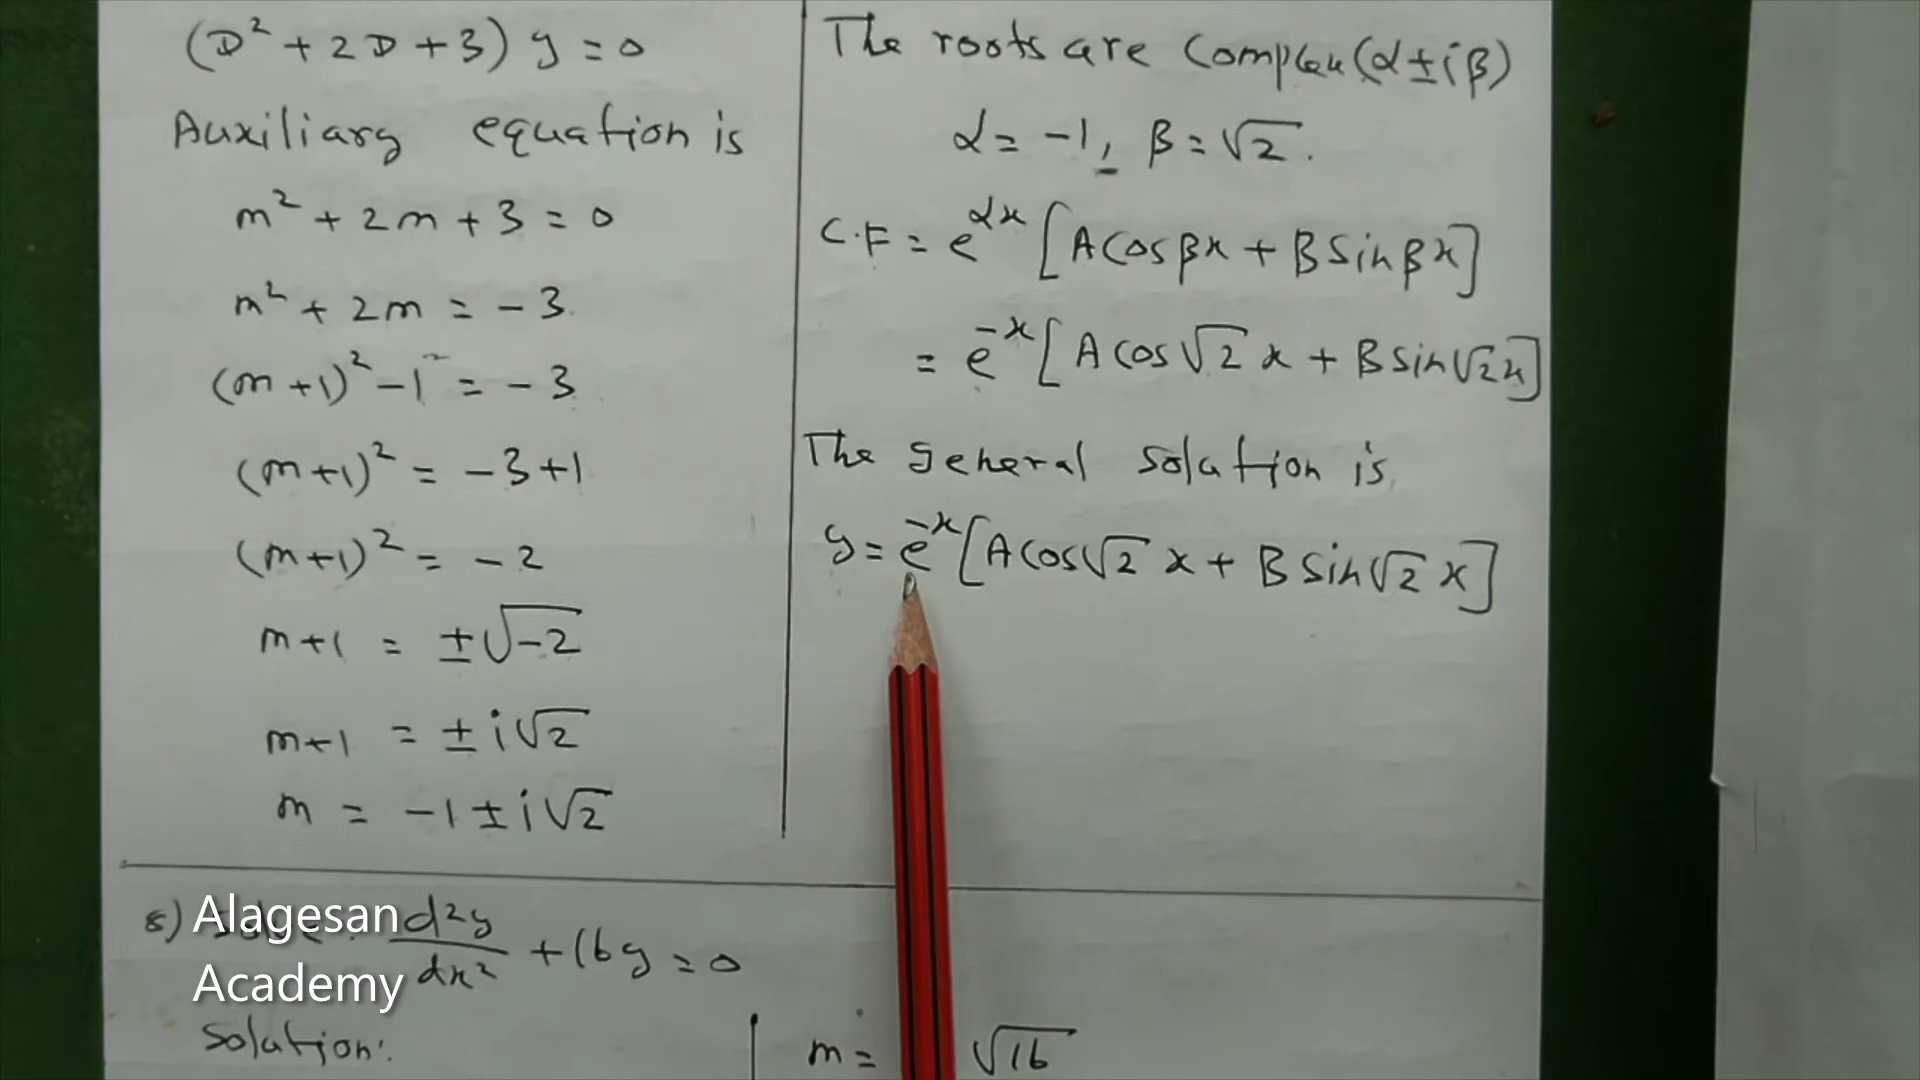 (D² + 2D + 3) y = 0
Auxiliary equation is
m² + 2m + 3 = 0
m² + 2m = -3
(m+1)² - 1² = -3
(m+1)² = -3+1
(m+1)² = -2
m+1 = ±√-2
m+1 = ±i√2
m = -1 ± i√2
The roots are Complex (α ± iβ)
α = -1, β = √2.
C.F = e^αx [A Cos βx + B Sin βx]
= e^-x [A Cos √2 x + B Sin √2 x]
The general solution is
y = e^-x [A Cos √2 x + B Sin √2 x]
8) d²y/dx² + 16y = 0
Solution:
m = √16
Alagesan
Academy